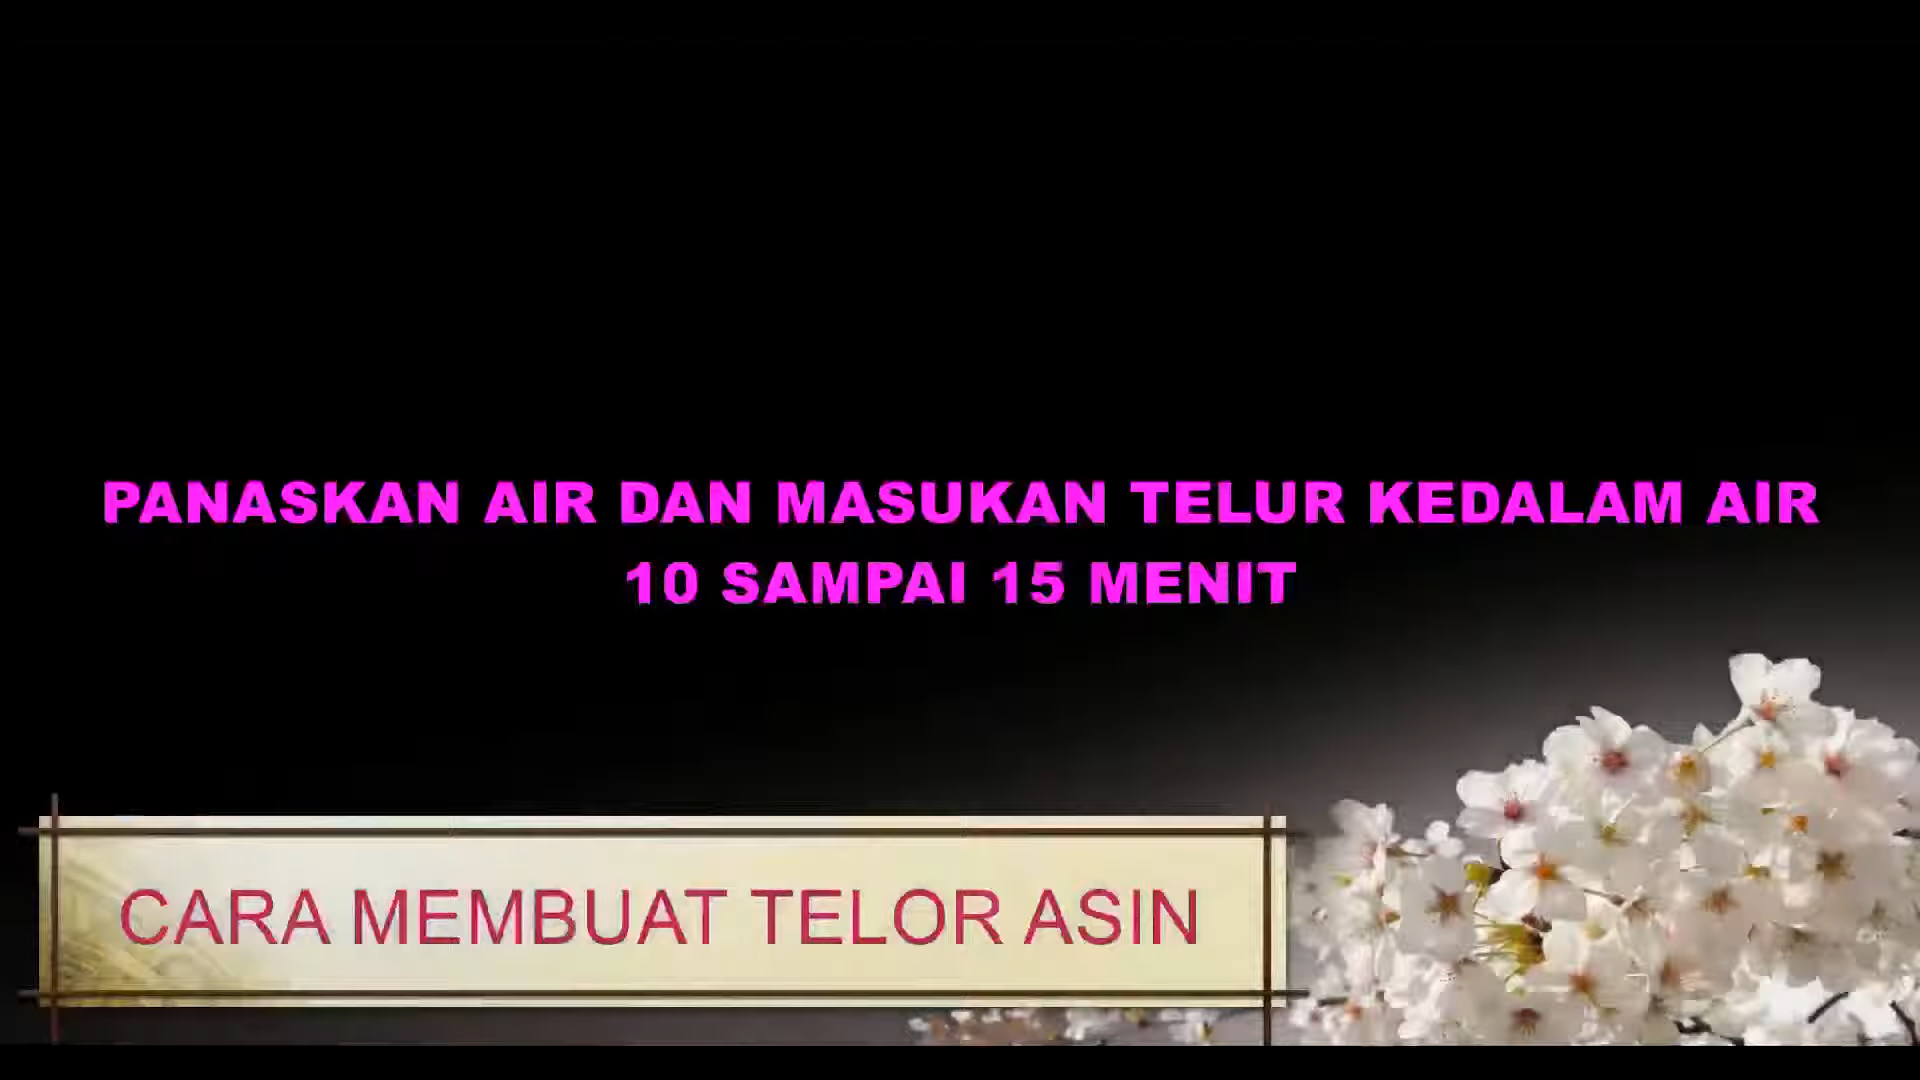 PANASKAN AIR DAN MASUKAN TELUR KEDALAM AIR
10 SAMPAI 15 MENIT
CARA MEMBUAT TELOR ASIN